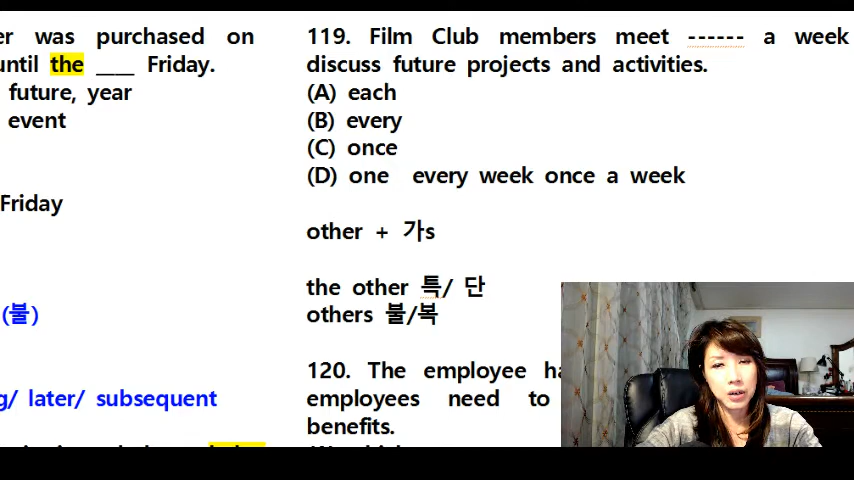 er was purchased on
until the ____ Friday.
future, year
event
Friday
(불)
g/ later/ subsequent
119. Film Club members meet ------ a week
discuss future projects and activities.
(A) each
(B) every
(C) once
(D) one every week once a week
other + 가s
the other 특/ 단
others 불/복
120. The employee ha
employees need to
benefits.